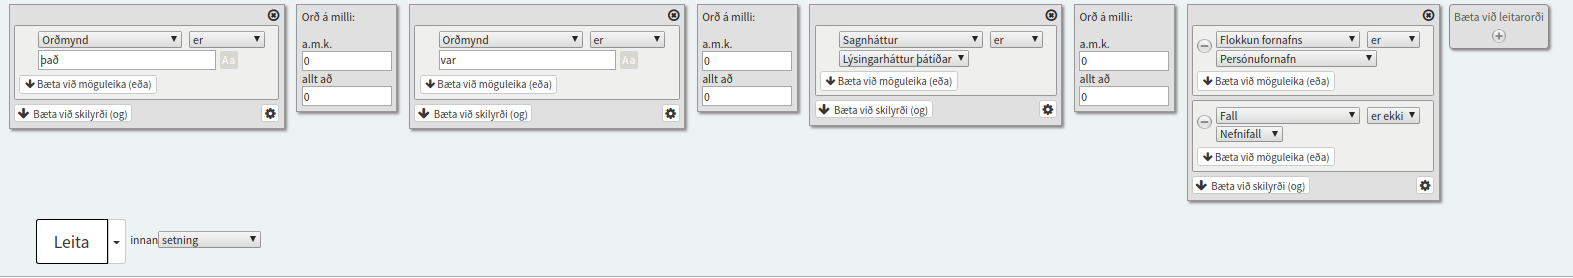 Orðmynd er
það Aa
Bæta við möguleika (eða)
Bæta við skilyrði (og)
Orð á milli:
a.m.k.
0
allt að
0
Orðmynd er
var Aa
Bæta við möguleika (eða)
Bæta við skilyrði (og)
Orð á milli:
a.m.k.
0
allt að
0
Sagnháttur er
Lýsingarháttur þátíðar
Bæta við möguleika (eða)
Bæta við skilyrði (og)
Orð á milli:
a.m.k.
0
allt að
0
Flokkun fornafns er
Persónufornafn
Bæta við möguleika (eða)
Fall er ekki
Nefnifall
Bæta við möguleika (eða)
Bæta við skilyrði (og)
Bæta við leitarorði
Leita innan setning